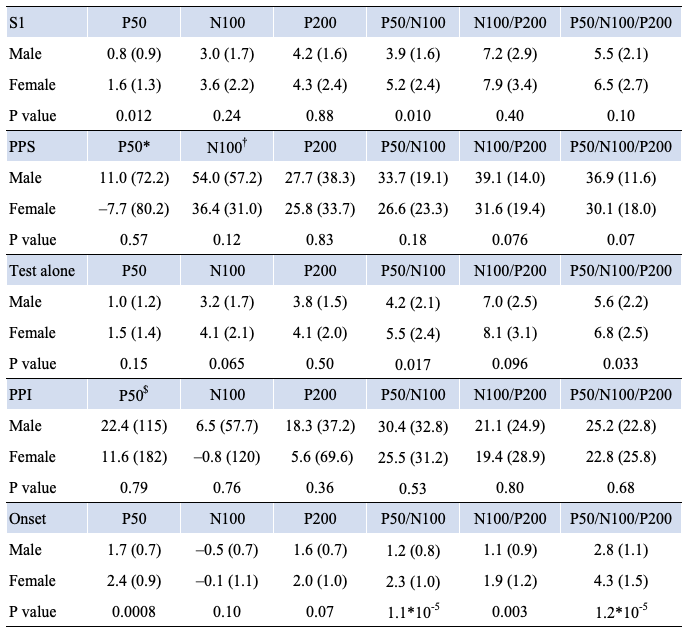 S1 P50 N100 P200 P50/N100 N100/P200 P50/N100/P200
Male 0.8 (0.9) 3.0 (1.7) 4.2 (1.6) 3.9 (1.6) 7.2 (2.9) 5.5 (2.1)
Female 1.6 (1.3) 3.6 (2.2) 4.3 (2.4) 5.2 (2.4) 7.9 (3.4) 6.5 (2.7)
P value 0.012 0.24 0.88 0.010 0.40 0.10
PPS P50* N100† P200 P50/N100 N100/P200 P50/N100/P200
Male 11.0 (72.2) 54.0 (57.2) 27.7 (38.3) 33.7 (19.1) 39.1 (14.0) 36.9 (11.6)
Female –7.7 (80.2) 36.4 (31.0) 25.8 (33.7) 26.6 (23.3) 31.6 (19.4) 30.1 (18.0)
P value 0.57 0.12 0.83 0.18 0.076 0.07
Test alone P50 N100 P200 P50/N100 N100/P200 P50/N100/P200
Male 1.0 (1.2) 3.2 (1.7) 3.8 (1.5) 4.2 (2.1) 7.0 (2.5) 5.6 (2.2)
Female 1.5 (1.4) 4.1 (2.1) 4.1 (2.0) 5.5 (2.4) 8.1 (3.1) 6.8 (2.5)
P value 0.15 0.065 0.50 0.017 0.096 0.033
PPI P50$ N100 P200 P50/N100 N100/P200 P50/N100/P200
Male 22.4 (115) 6.5 (57.7) 18.3 (37.2) 30.4 (32.8) 21.1 (24.9) 25.2 (22.8)
Female 11.6 (182) –0.8 (120) 5.6 (69.6) 25.5 (31.2) 19.4 (28.9) 22.8 (25.8)
P value 0.79 0.76 0.36 0.53 0.80 0.68
Onset P50 N100 P200 P50/N100 N100/P200 P50/N100/P200
Male 1.7 (0.7) –0.5 (0.7) 1.6 (0.7) 1.2 (0.8) 1.1 (0.9) 2.8 (1.1)
Female 2.4 (0.9) –0.1 (1.1) 2.0 (1.0) 2.3 (1.0) 1.9 (1.2) 4.3 (1.5)
P value 0.0008 0.10 0.07 1.1*10⁻⁵ 0.003 1.2*10⁻⁵